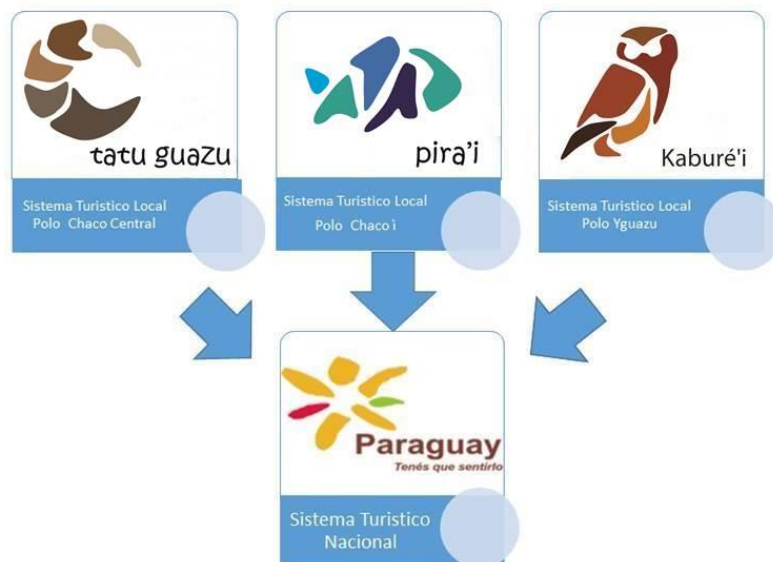 tatu guazu
Sistema Turistico Local
Polo Chaco Central
pira'i
Sistema Turistico Local
Polo Chaco ì
Kaburé'i
Sistema Turistico Local
Polo Yguazu
Paraguay
Tenés que sentirlo
Sistema Turistico
Nacional